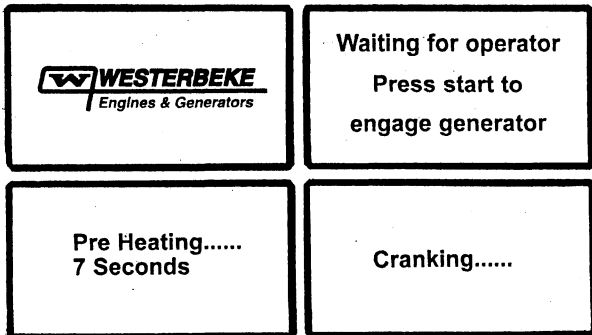 WESTERBEKE
Engines & Generators
Waiting for operator
Press start to
engage generator
Pre Heating......
7 Seconds
Cranking......